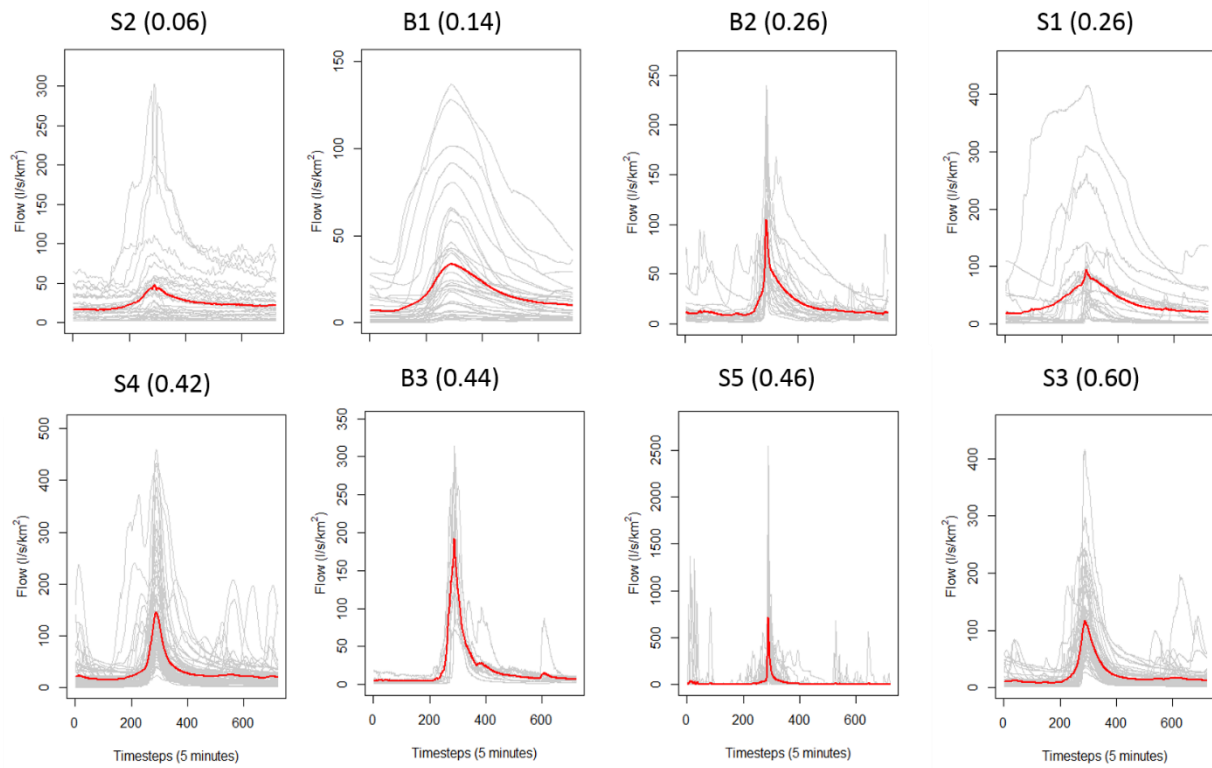 S2 (0.06)
B1 (0.14)
B2 (0.26)
S1 (0.26)
Flow (l/s/km²)
0 50 100 150 200 250 300
Flow (l/s/km²)
0 50 100 150
Flow (l/s/km²)
0 50 100 150 200 250
Flow (l/s/km²)
0 100 200 300 400
S4 (0.42)
B3 (0.44)
S5 (0.46)
S3 (0.60)
Flow (l/s/km²)
0 100 200 300 400 500
0 200 400 600
Timesteps (5 minutes)
Flow (l/s/km²)
0 50 100 150 200 250 300 350
0 200 400 600
Timesteps (5 minutes)
Flow (l/s/km²)
0 500 1000 1500 2000 2500
0 200 400 600
Timesteps (5 minutes)
Flow (l/s/km²)
0 100 200 300 400
0 200 400 600
Timesteps (5 minutes)